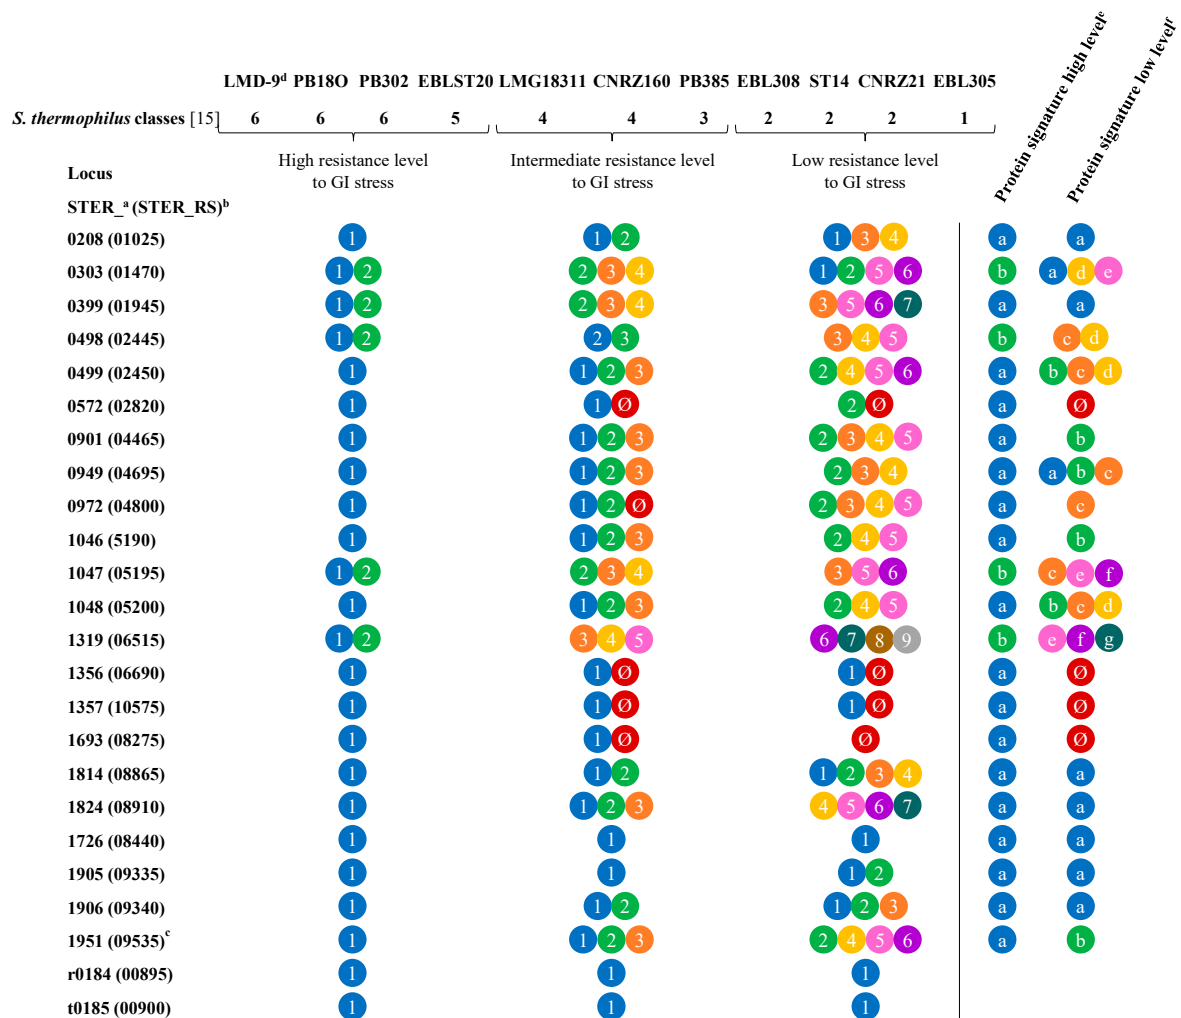 Protein signature high levelᵉ
Protein signature low levelᶠ
LMD-9ᵈ PB18O PB302 EBLST20 LMG18311 CNRZ160 PB385 EBL308 ST14 CNRZ21 EBL305
S. thermophilus classes [15] 6 6 6 5 4 4 3 2 2 2 1
High resistance level Intermediate resistance level Low resistance level
to GI stress to GI stress to GI stress
Locus
STER_ᵃ (STER_RS)ᵇ
0208 (01025) 1 1 2 1 3 4 a a
0303 (01470) 1 2 2 3 4 1 2 5 6 b a d e
0399 (01945) 1 2 2 3 4 3 5 6 7 a a
0498 (02445) 1 2 2 3 3 4 5 b c d
0499 (02450) 1 1 2 3 2 4 5 6 a b c d
0572 (02820) 1 1 Ø 2 Ø a Ø
0901 (04465) 1 1 2 3 2 3 4 5 a b
0949 (04695) 1 1 2 3 2 3 4 a a b c
0972 (04800) 1 1 2 Ø 2 3 4 5 a c
1046 (5190) 1 1 2 3 2 4 5 a b
1047 (05195) 1 2 2 3 4 3 5 6 b c e f
1048 (05200) 1 1 2 3 2 4 5 a b c d
1319 (06515) 1 2 3 4 5 6 7 8 9 b e f g
1356 (06690) 1 1 Ø 1 Ø a Ø
1357 (10575) 1 1 Ø 1 Ø a Ø
1693 (08275) 1 1 Ø Ø a Ø
1814 (08865) 1 1 2 1 2 3 4 a a
1824 (08910) 1 1 2 3 4 5 6 7 a a
1726 (08440) 1 1 1 a a
1905 (09335) 1 1 1 2 a a
1906 (09340) 1 1 2 1 2 3 a a
1951 (09535)ᶜ 1 1 2 3 2 4 5 6 a b
r0184 (00895) 1 1 1
t0185 (00900) 1 1 1